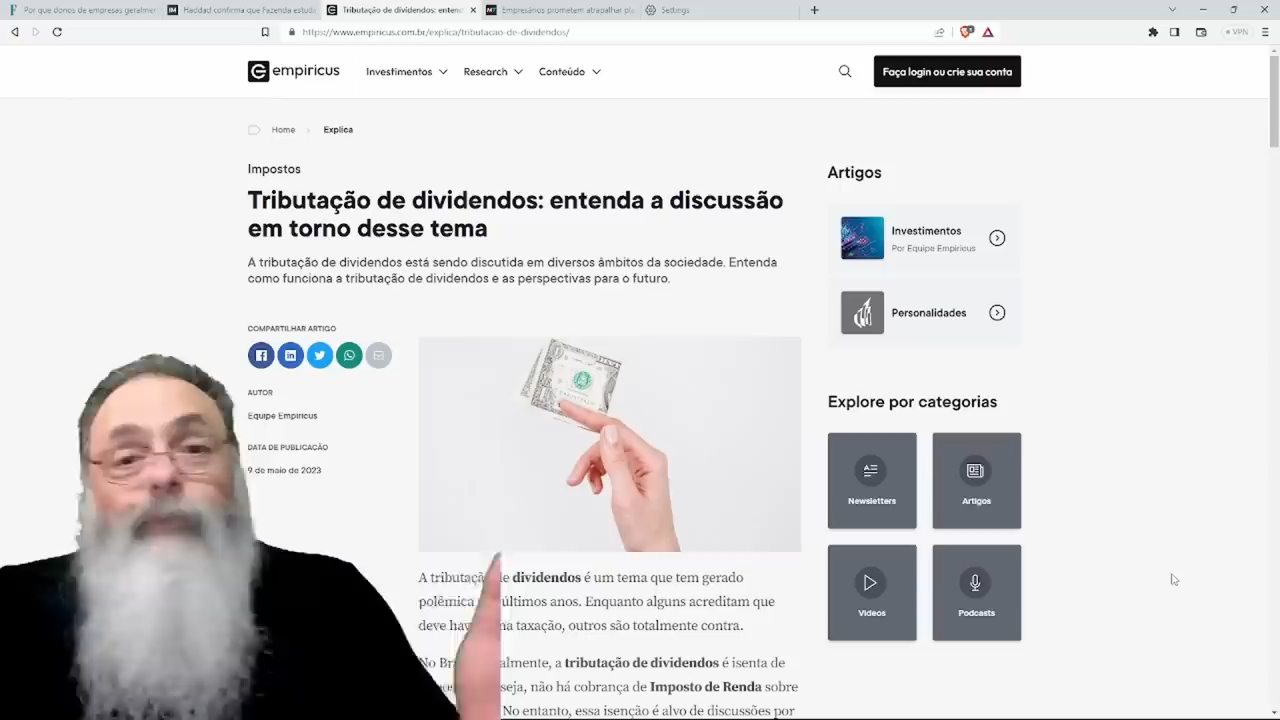 Por que donos de empresas geralmer
Haddad confirma que Fazenda estuda
Tributação de dividendos: entend
Empresários prometem atrapalhar pla
Settings
https://www.empiricus.com.br/explica/tributacao-de-dividendos/
VPN
empiricus
Investimentos
Research
Conteúdo
Faça login ou crie sua conta
Home
Explica
Impostos
Tributação de dividendos: entenda a discussão
em torno desse tema
A tributação de dividendos está sendo discutida em diversos âmbitos da sociedade. Entenda
como funciona a tributação de dividendos e as perspectivas para o futuro.
COMPARTILHAR ARTIGO
AUTOR
Equipe Empiricus
DATA DE PUBLICAÇÃO
9 de maio de 2023
A tributaç de dividendos é um tema que tem gerado
polêmica últimos anos. Enquanto alguns acreditam que
deve hav a taxação, outros são totalmente contra.
No Br almente, a tributação de dividendos é isenta de
seja, não há cobrança de Imposto de Renda sobre
No entanto, essa isenção é alvo de discussões por
Artigos
Investimentos
Por Equipe Empiricus
Personalidades
Explore por categorias
Newsletters
Artigos
Videos
Podcasts